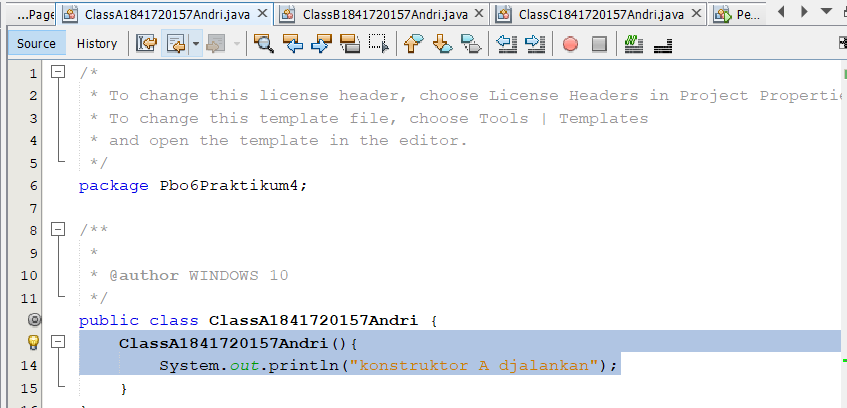 ...Page
ClassA1841720157Andri.java
ClassB1841720157Andri.java
ClassC1841720157Andri.java
Pe...
Source
History
1 /*
2 * To change this license header, choose License Headers in Project Propertie
3 * To change this template file, choose Tools | Templates
4 * and open the template in the editor.
5 */
6 package Pbo6Praktikum4;
7
8 /**
9 *
10 * @author WINDOWS 10
11 */
public class ClassA1841720157Andri {
ClassA1841720157Andri(){
14 System.out.println("konstruktor A djalankan");
15 }